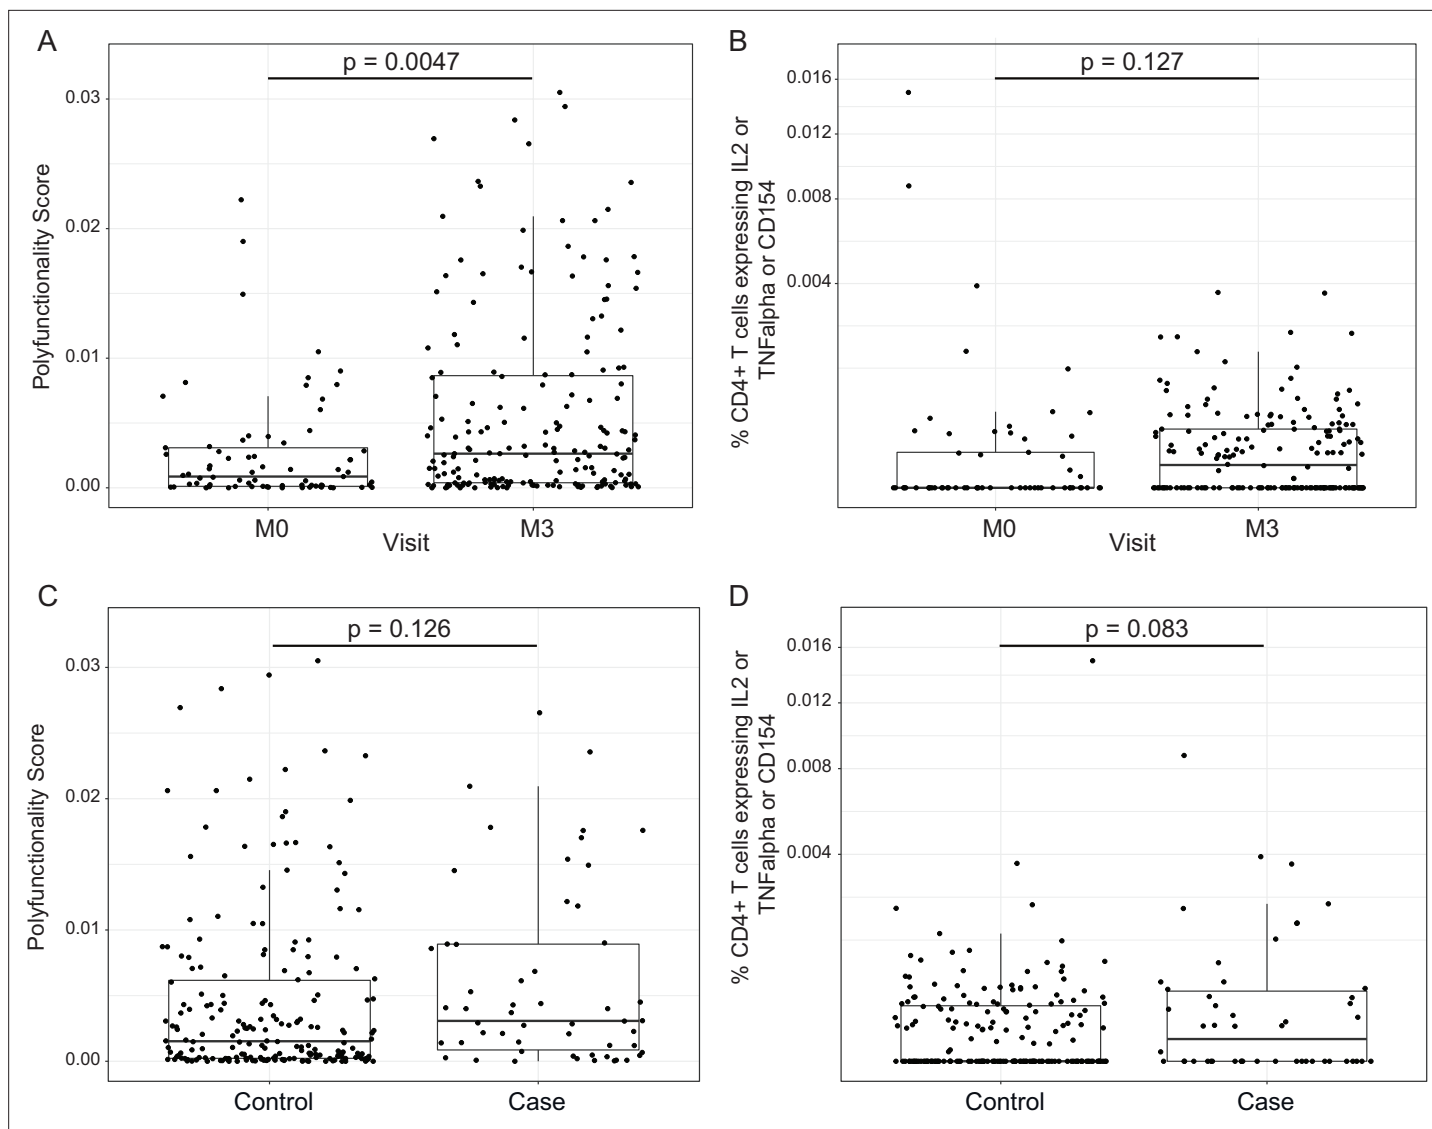 A
p = 0.0047
Polyfunctionality Score
0.03
0.02
0.01
0.00
M0
M3
Visit
B
p = 0.127
% CD4+ T cells expressing IL2 or
TNFalpha or CD154
0.016
0.012
0.008
0.004
M0
M3
Visit
C
p = 0.126
Polyfunctionality Score
0.03
0.02
0.01
0.00
Control
Case
D
p = 0.083
% CD4+ T cells expressing IL2 or
TNFalpha or CD154
0.016
0.012
0.008
0.004
Control
Case